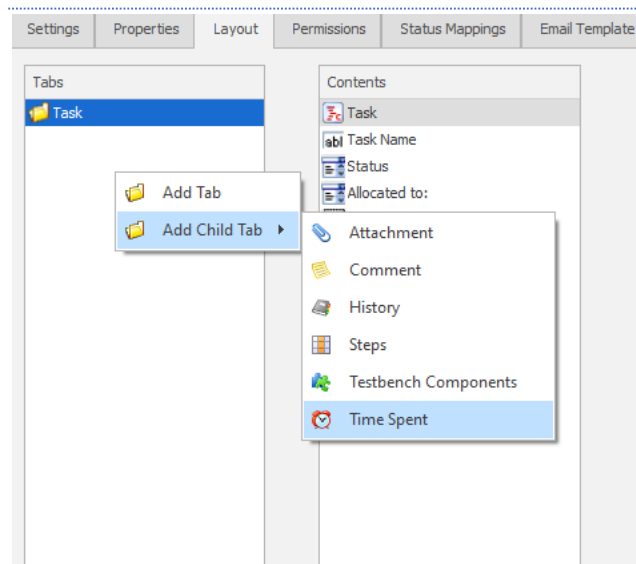 Settings Properties Layout Permissions Status Mappings Email Template
Tabs
Task
Add Tab
Add Child Tab
Contents
Task
abl Task Name
Status
Allocated to:
Attachment
Comment
History
Steps
Testbench Components
Time Spent